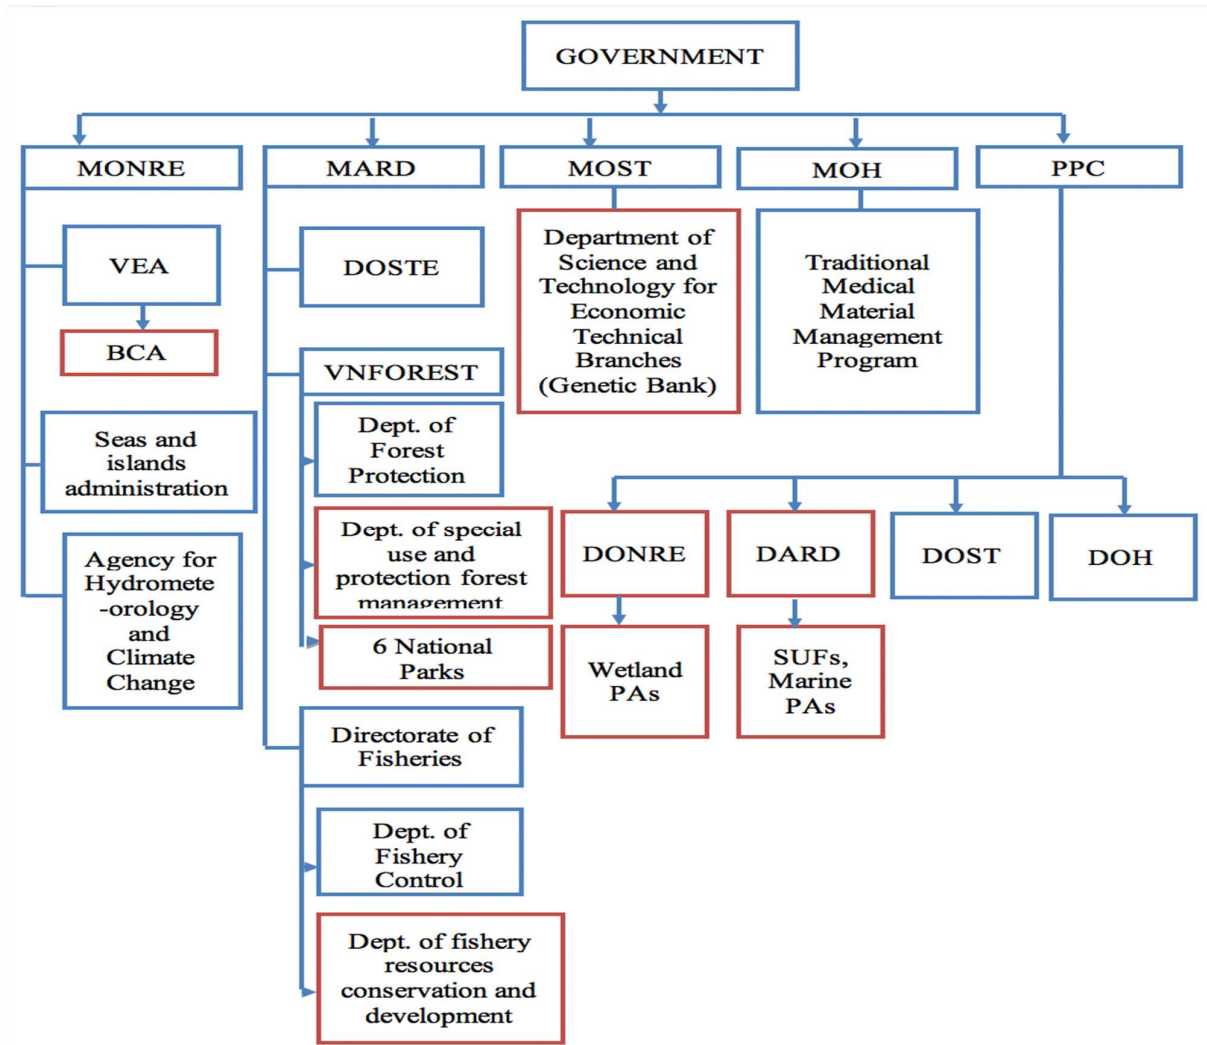 GOVERNMENT
MONRE
MARD
MOST
MOH
PPC
VEA
BCA
Seas and
islands
administration
Agency for
Hydromete
-orology
and
Climate
Change
DOSTE
VNFOREST
Dept. of
Forest
Protection
Dept. of special
use and
protection forest
management
6 National
Parks
Directorate of
Fisheries
Dept. of
Fishery
Control
Dept. of fishery
resources
conservation and
development
Department of
Science and
Technology for
Economic
Technical
Branches
(Genetic Bank)
Traditional
Medical
Material
Management
Program
DONRE
DARD
DOST
DOH
Wetland
PAs
SUFs,
Marine
PAs